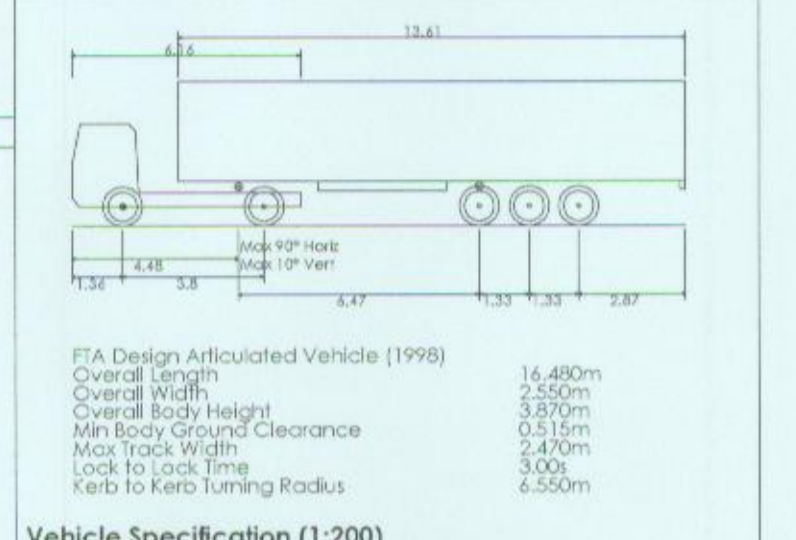 13.61
6.16
Max 90° Horiz
4.48 Max 10° Vert
1.36 3.8
6.47 1.33 1.33 2.87
FTA Design Articulated Vehicle (1998)
Overall Length 16.480m
Overall Width 2.550m
Overall Body Height 3.870m
Min Body Ground Clearance 0.515m
Max Track Width 2.470m
Lock to Lock Time 3.00s
Kerb to Kerb Turning Radius 6.550m
Vehicle Specification (1:200)